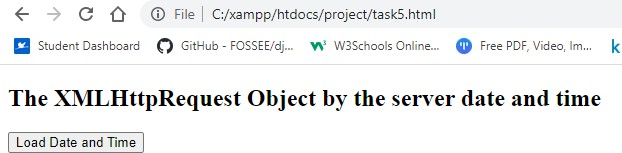 File | C:/xampp/htdocs/project/task5.html
Student Dashboard GitHub - FOSSEE/dj... W3Schools Online... Free PDF, Video, Im... k
The XMLHttpRequest Object by the server date and time
Load Date and Time